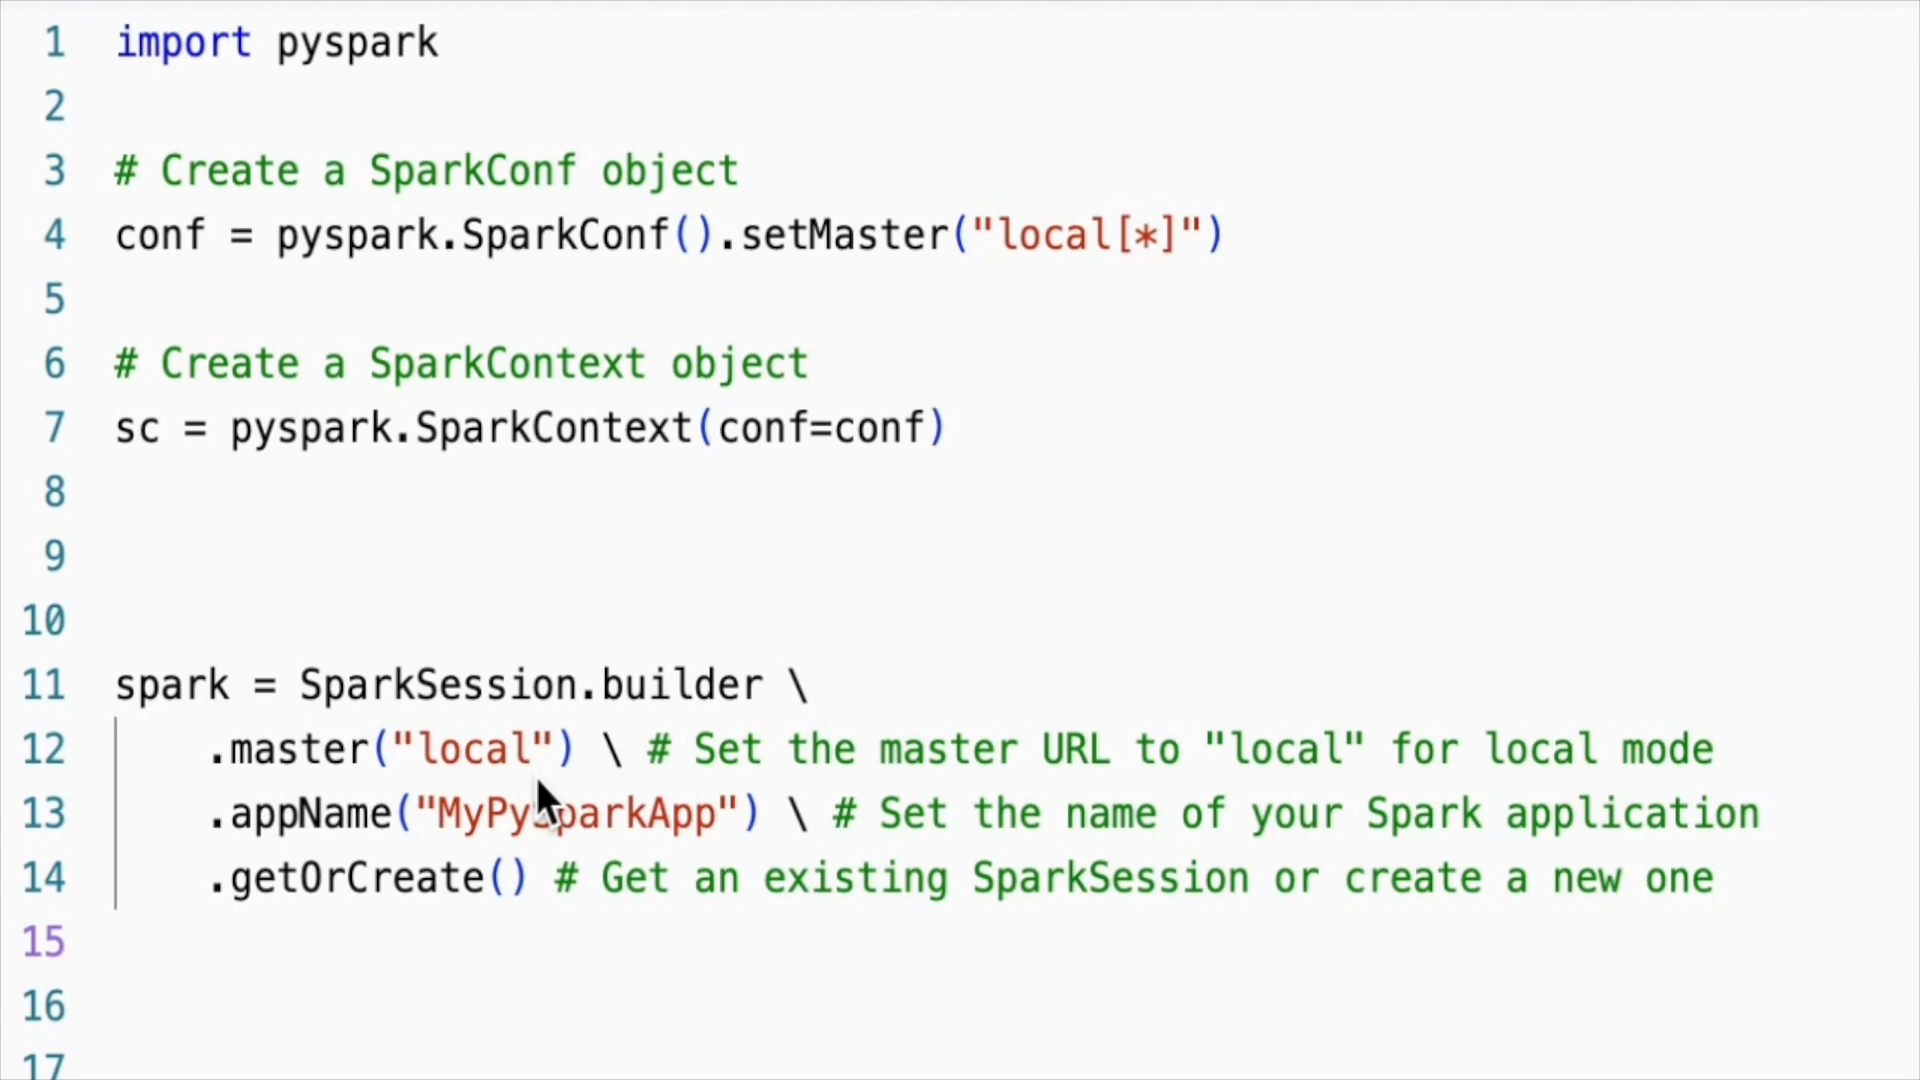 1 import pyspark
2
3 # Create a SparkConf object
4 conf = pyspark.SparkConf().setMaster("local[*]")
5
6 # Create a SparkContext object
7 sc = pyspark.SparkContext(conf=conf)
8
9
10
11 spark = SparkSession.builder \
12 .master("local") \ # Set the master URL to "local" for local mode
13 .appName("MyPySparkApp") \ # Set the name of your Spark application
14 .getOrCreate() # Get an existing SparkSession or create a new one
15
16
17